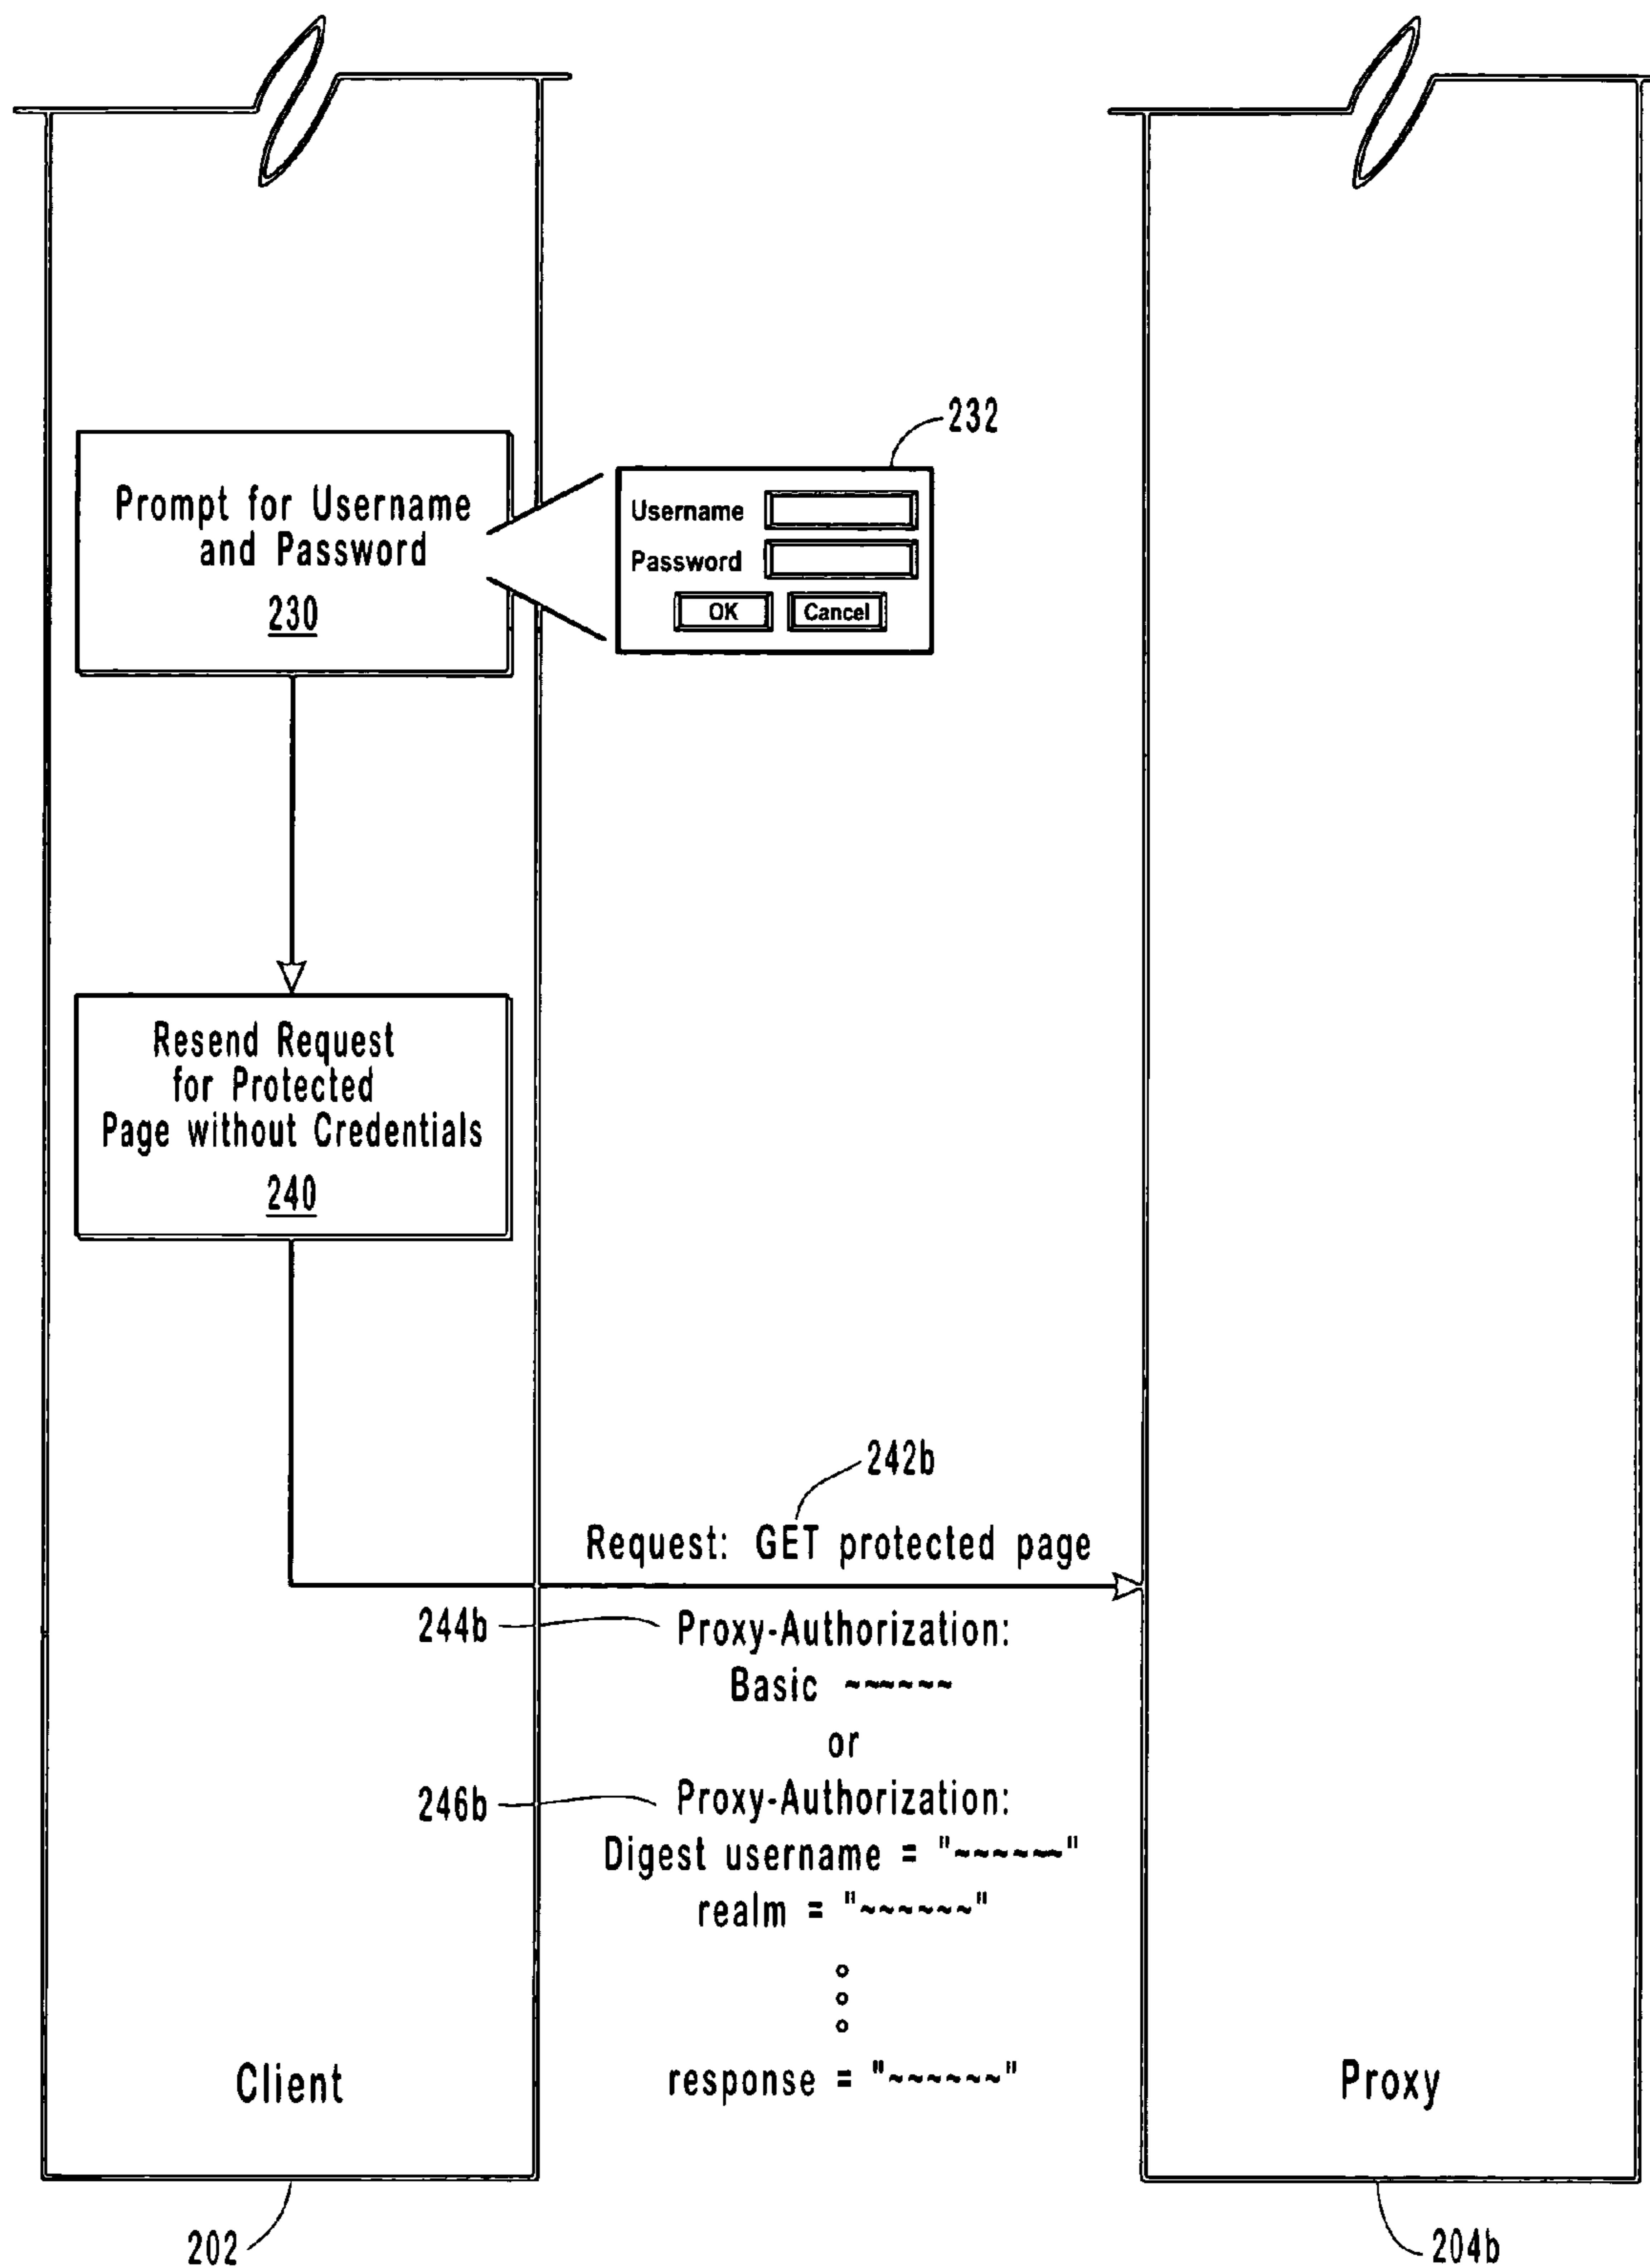 232
Prompt for Username
and Password
230
Username
Password
OK
Cancel
Resend Request
for Protected
Page without Credentials
240
242b
Request: GET protected page
244b
Proxy-Authorization:
Basic ~~~~~~
or
246b
Proxy-Authorization:
Digest username = "~~~~~~"
realm = "~~~~~~"
response = "~~~~~~"
Client
Proxy
202
204b